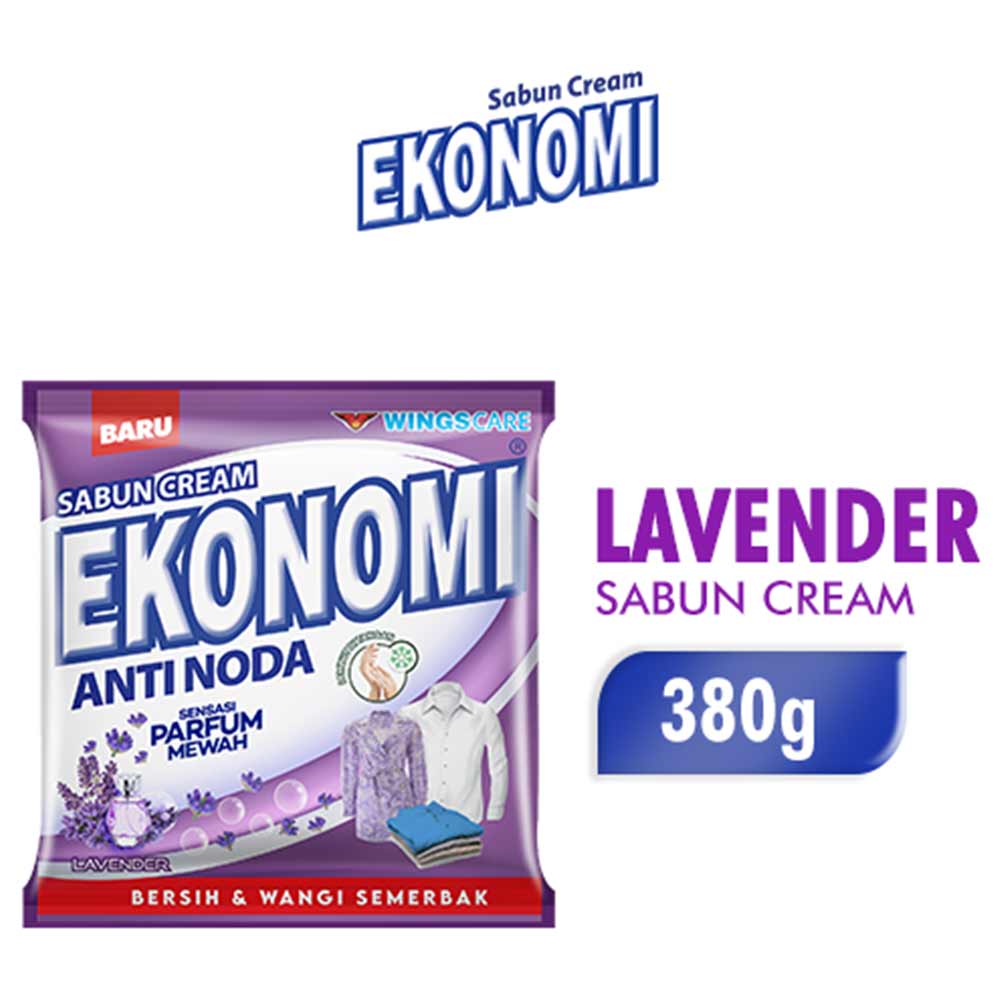 Sabun Cream
EKONOMI
BARU
WINGSCARE
®
SABUN CREAM
EKONOMI
ANTI NODA
SENSASI
PARFUM
MEWAH
LAVENDER
BERSIH & WANGI SEMERBAK
LAVENDER
SABUN CREAM
380g